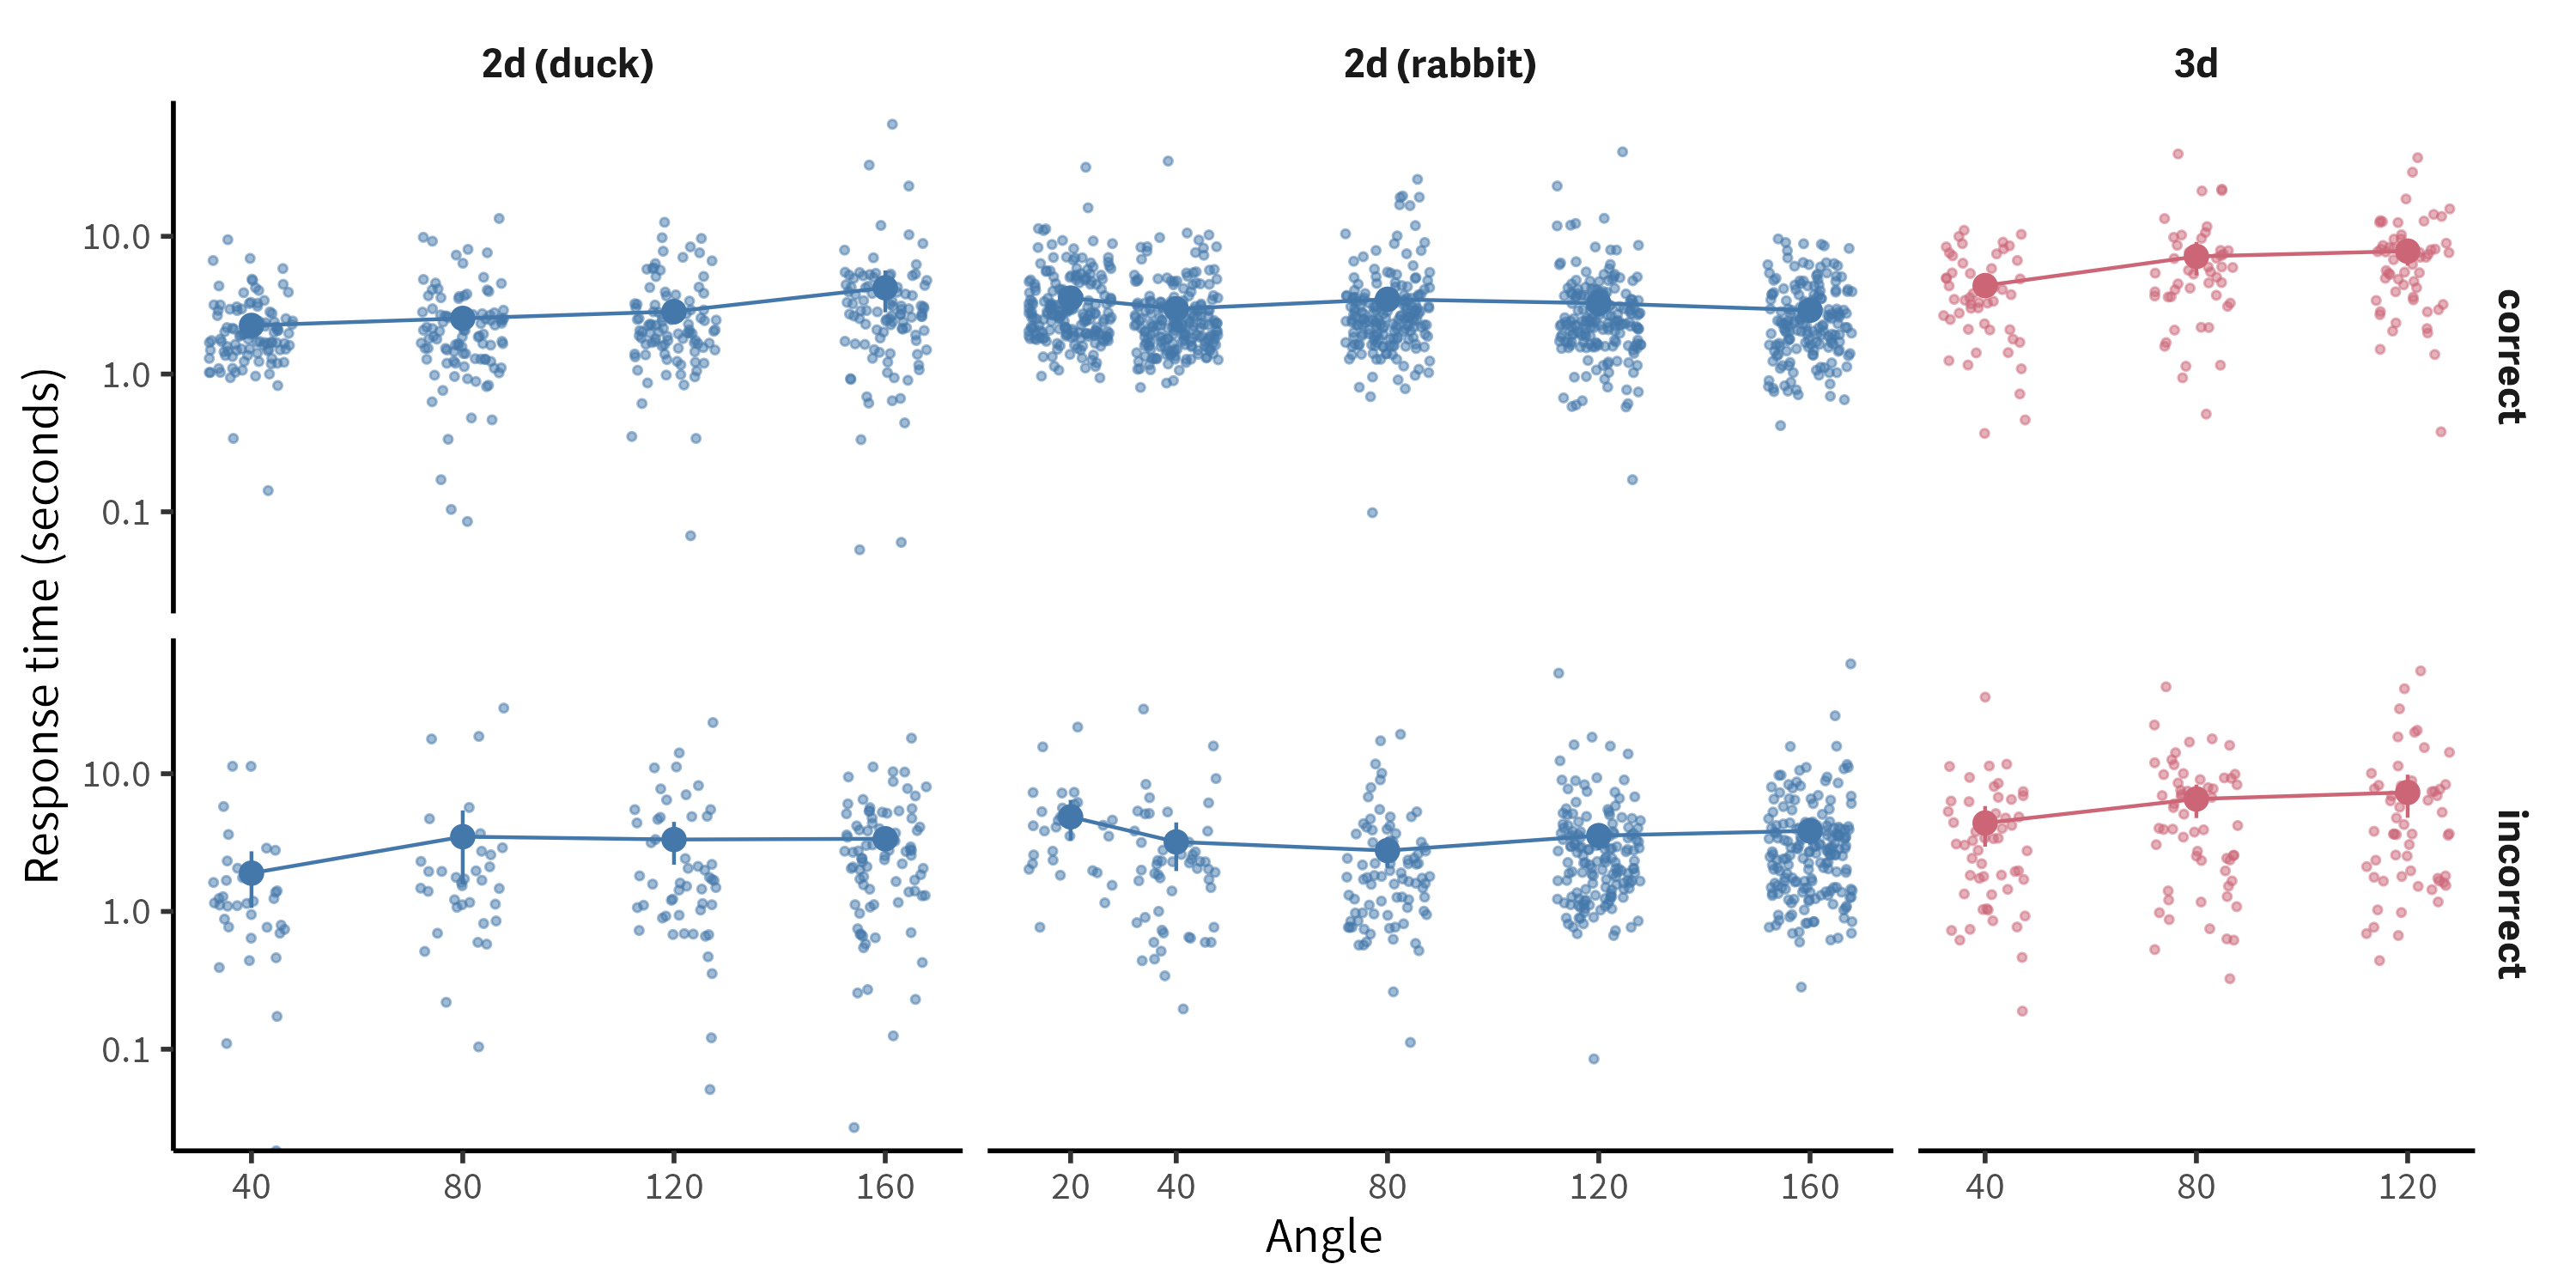 2d (duck)
2d (rabbit)
3d
Response time (seconds)
10.0
1.0
0.1
correct
10.0
1.0
0.1
incorrect
40 80 120 160
20 40 80 120 160
40 80 120
Angle